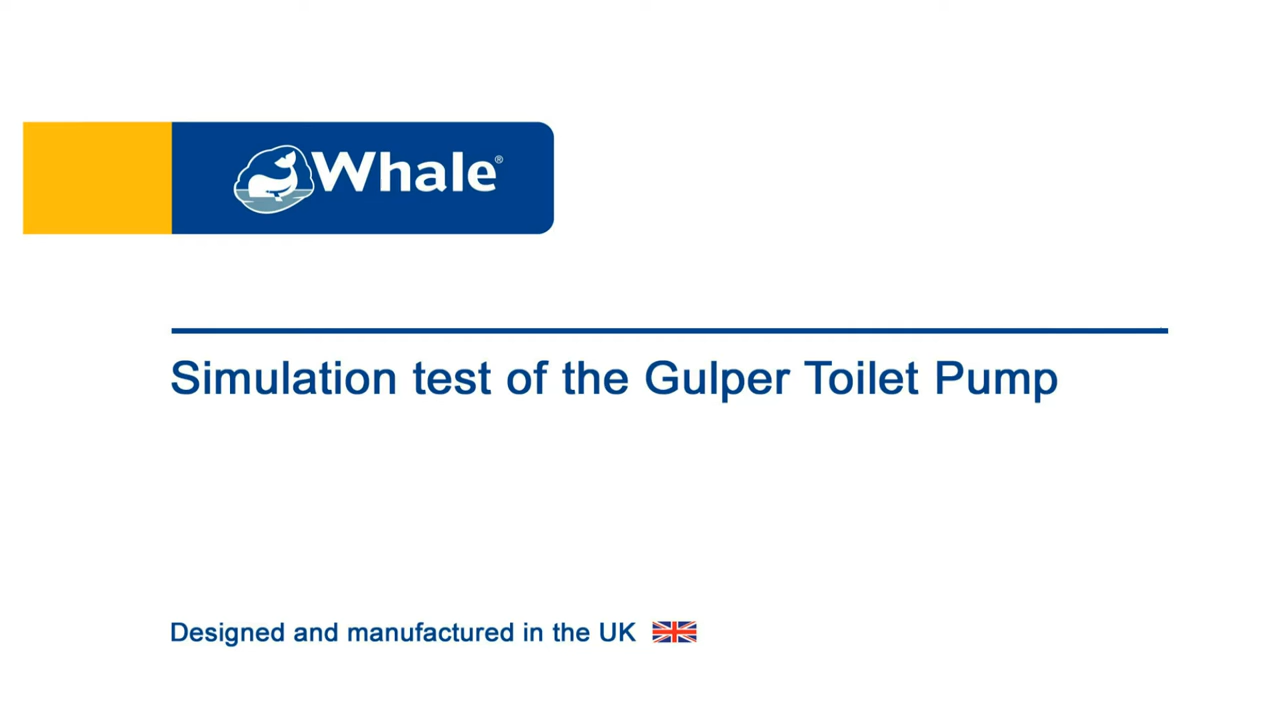 Whale®
Simulation test of the Gulper Toilet Pump
Designed and manufactured in the UK